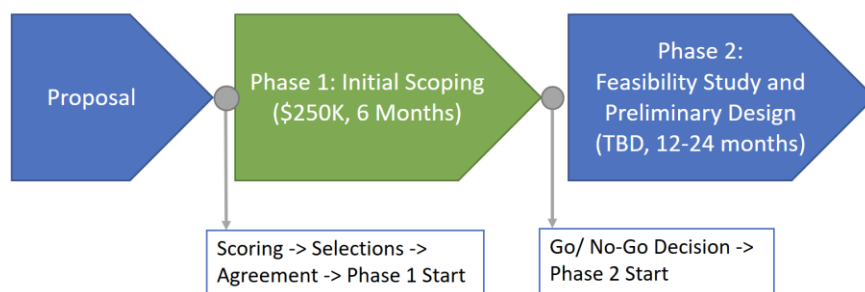 Proposal
Phase 1: Initial Scoping
($250K, 6 Months)
Phase 2:
Feasibility Study and
Preliminary Design
(TBD, 12-24 months)
Scoring -> Selections ->
Agreement -> Phase 1 Start
Go/ No-Go Decision ->
Phase 2 Start